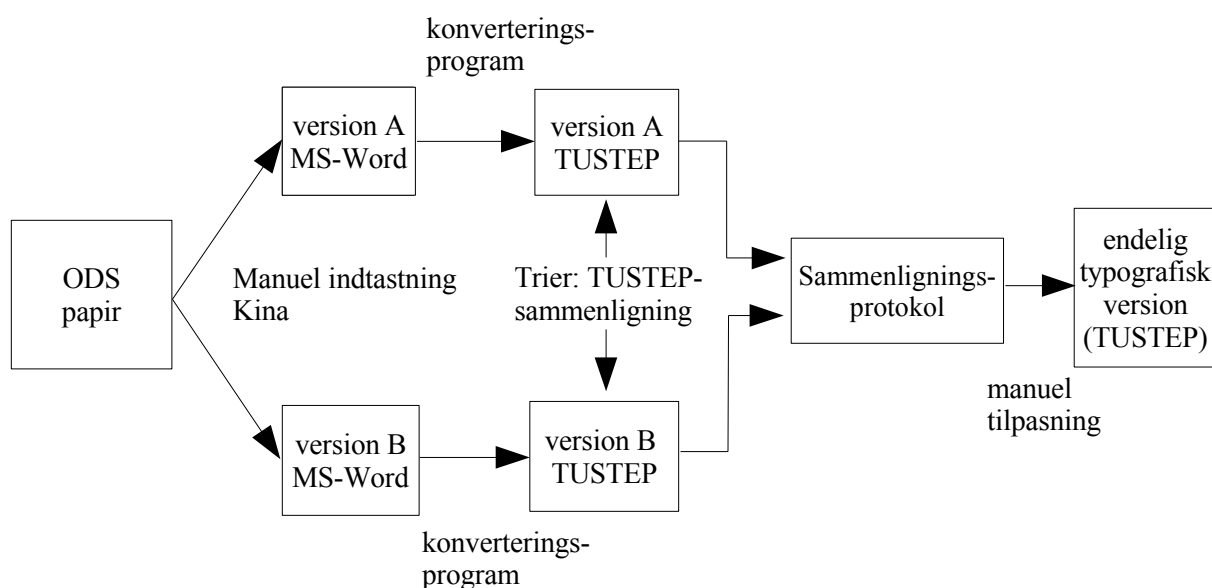 konverterings-
program
version A
MS-Word
version A
TUSTEP
ODS
papir
Manuel indtastning
Kina
Trier: TUSTEP-
sammenligning
Sammenlignings-
protokol
endelig
typografisk
version
(TUSTEP)
manuel
tilpasning
version B
MS-Word
version B
TUSTEP
konverterings-
program